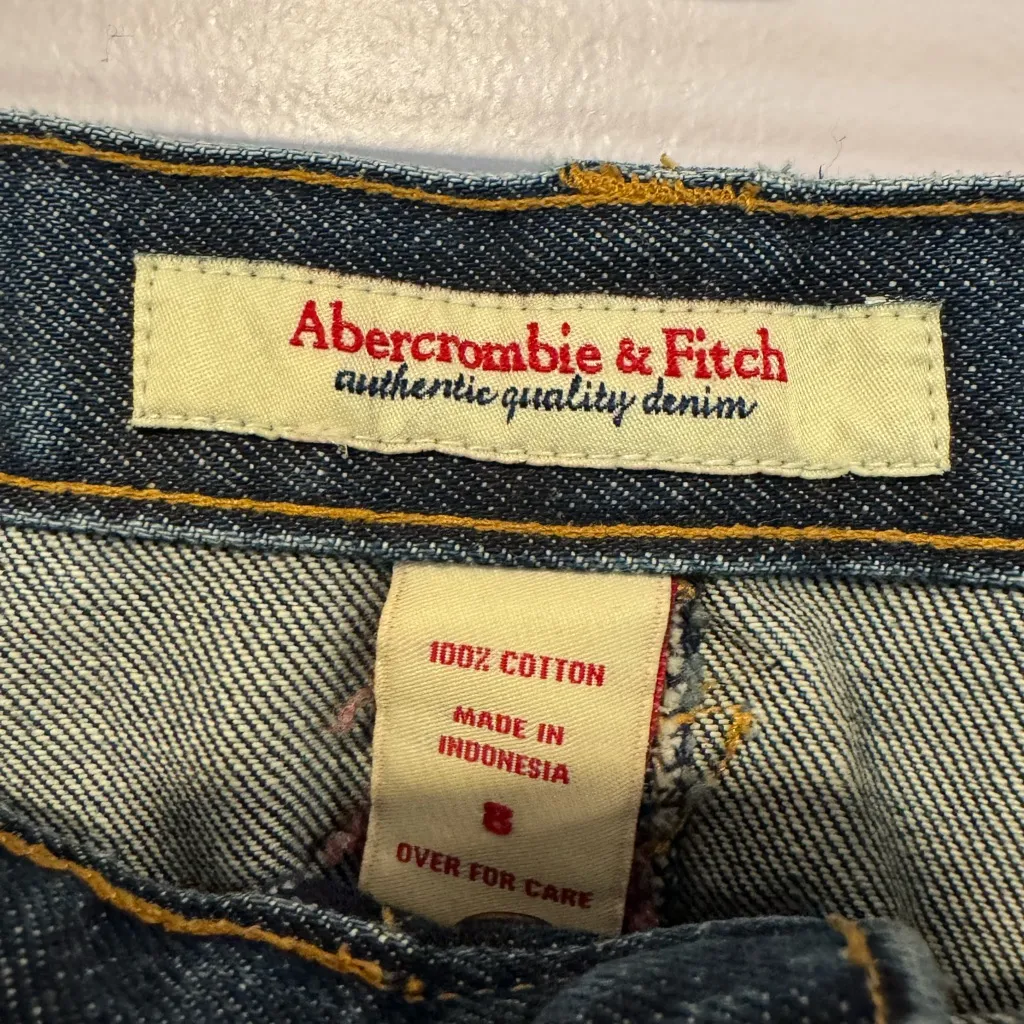 Abercrombie & Fitch
authentic quality denim
100% COTTON
MADE IN
INDONESIA
8
OVER FOR CARE